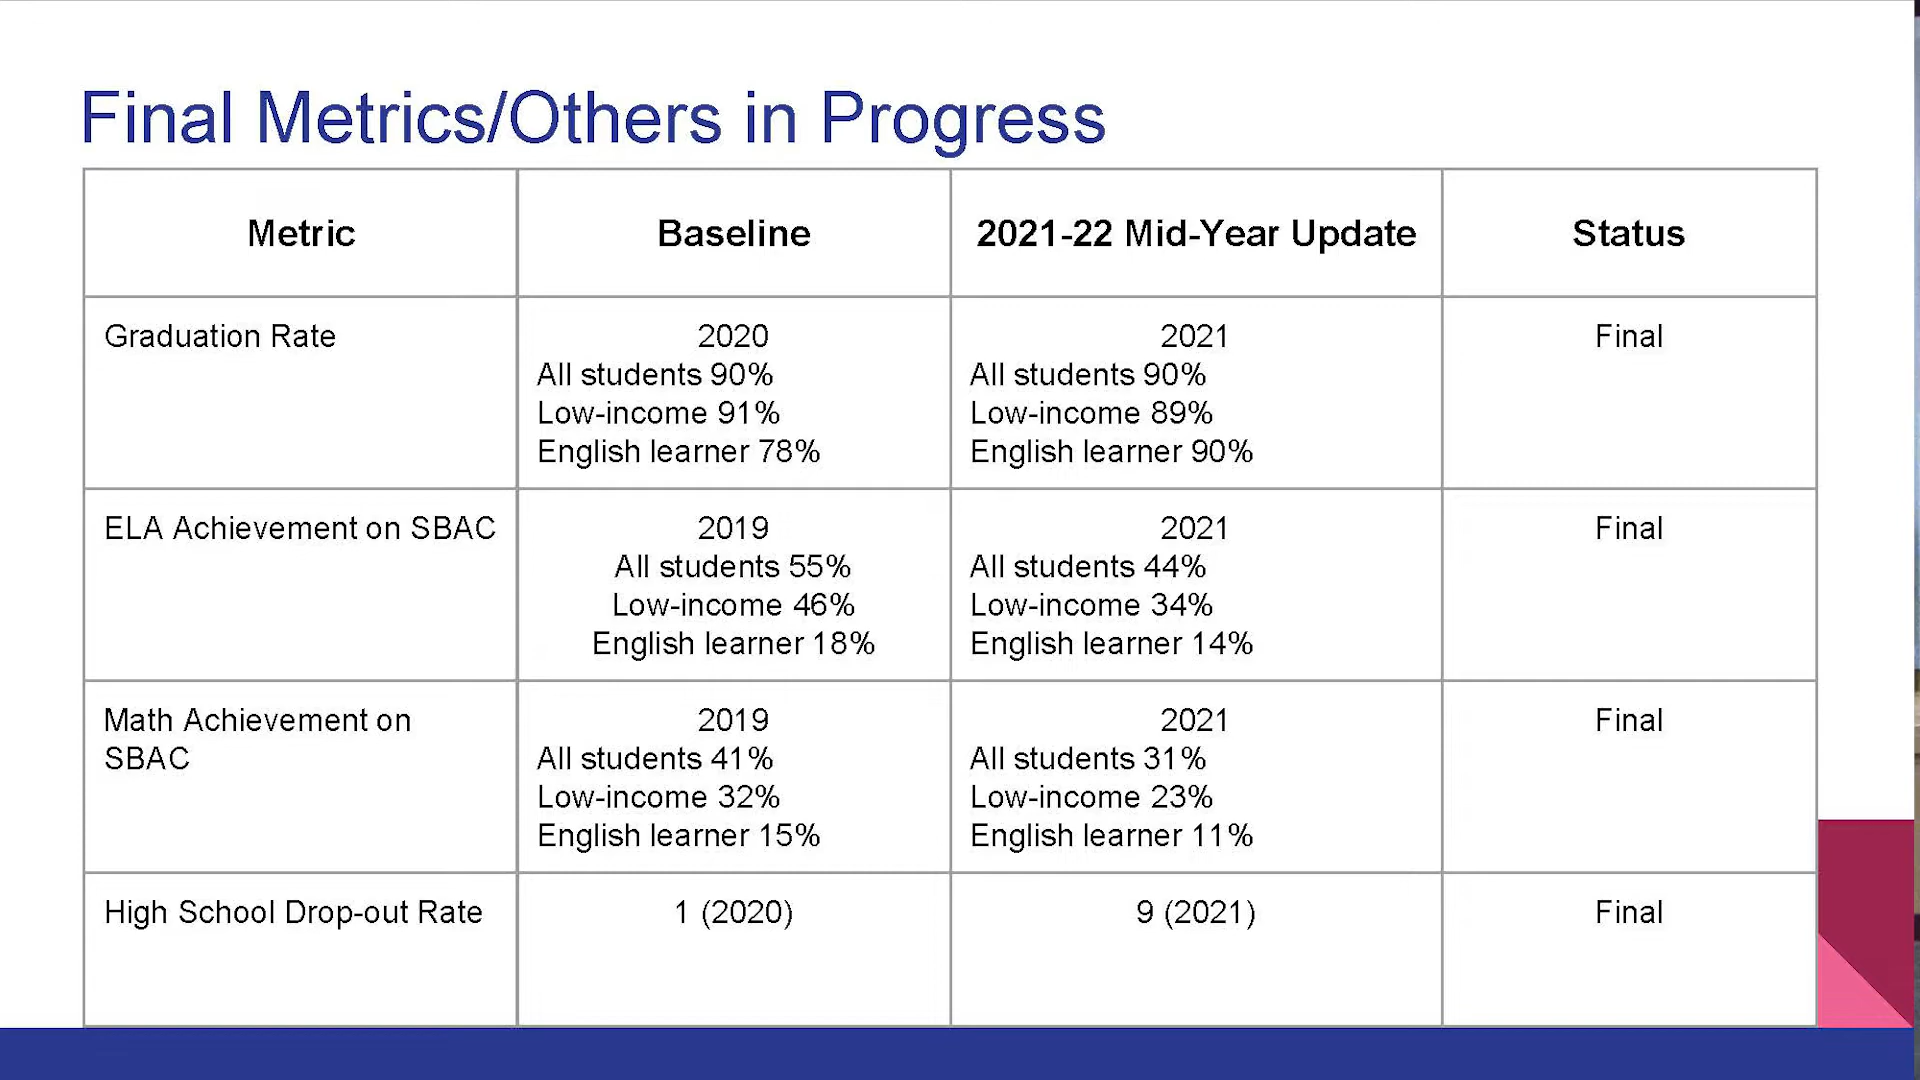 Final Metrics/Others in Progress
Metric
Baseline
2021-22 Mid-Year Update
Status
Graduation Rate
2020
All students 90%
Low-income 91%
English learner 78%
2021
All students 90%
Low-income 89%
English learner 90%
Final
ELA Achievement on SBAC
2019
All students 55%
Low-income 46%
English learner 18%
2021
All students 44%
Low-income 34%
English learner 14%
Final
Math Achievement on
SBAC
2019
All students 41%
Low-income 32%
English learner 15%
2021
All students 31%
Low-income 23%
English learner 11%
Final
High School Drop-out Rate
1 (2020)
9 (2021)
Final